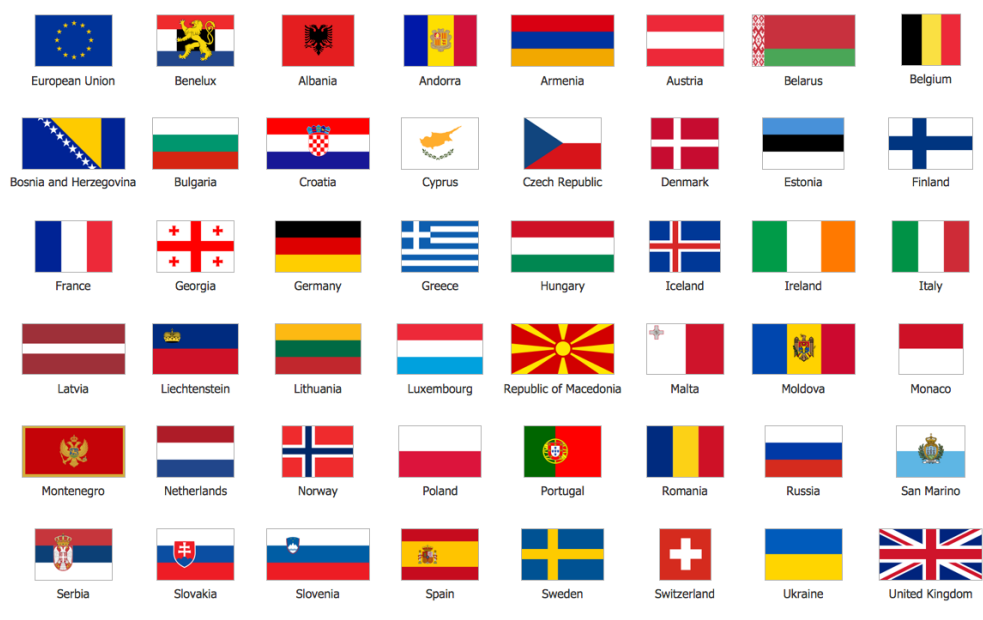 European Union
Benelux
Albania
Andorra
Armenia
Austria
Belarus
Belgium
Bosnia and Herzegovina
Bulgaria
Croatia
Cyprus
Czech Republic
Denmark
Estonia
Finland
France
Georgia
Germany
Greece
Hungary
Iceland
Ireland
Italy
Latvia
Liechtenstein
Lithuania
Luxembourg
Republic of Macedonia
Malta
Moldova
Monaco
Montenegro
Netherlands
Norway
Poland
Portugal
Romania
Russia
San Marino
Serbia
Slovakia
Slovenia
Spain
Sweden
Switzerland
Ukraine
United Kingdom